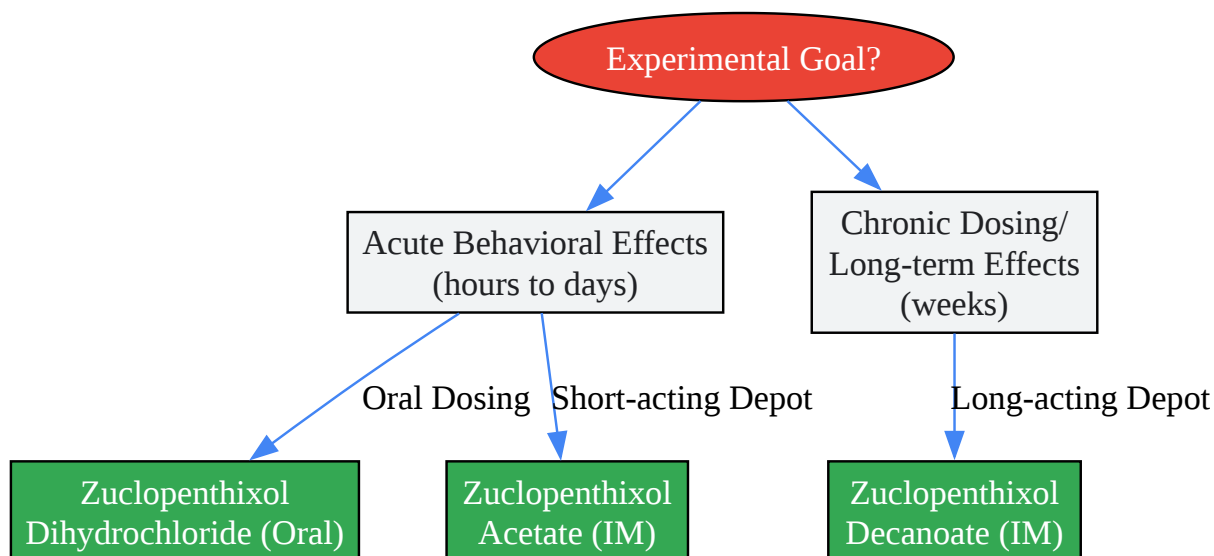 Experimental Goal?
Acute Behavioral Effects
(hours to days)
Chronic Dosing/
Long-term Effects
(weeks)
Oral Dosing
Short-acting Depot
Long-acting Depot
Zuclopenthixol
Dihydrochloride (Oral)
Zuclopenthixol
Acetate (IM)
Zuclopenthixol
Decanoate (IM)